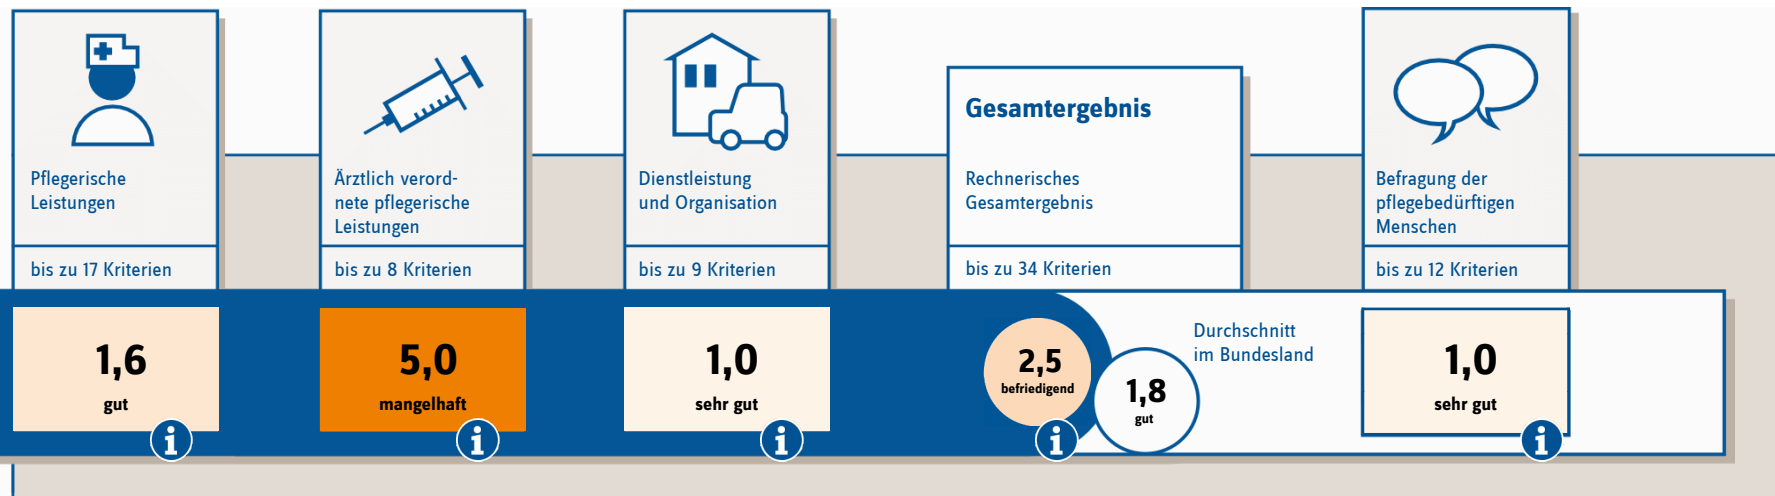 Pflegerische
Leistungen
bis zu 17 Kriterien
1,6
gut
i
Ärztlich verord-
nete pflegerische
Leistungen
bis zu 8 Kriterien
5,0
mangelhaft
i
Dienstleistung
und Organisation
bis zu 9 Kriterien
1,0
sehr gut
i
Gesamtergebnis
Rechnerisches
Gesamtergebnis
bis zu 34 Kriterien
2,5
befriedigend
i
1,8
gut
Durchschnitt
im Bundesland
Befragung der
pflegebedürftigen
Menschen
bis zu 12 Kriterien
1,0
sehr gut
i